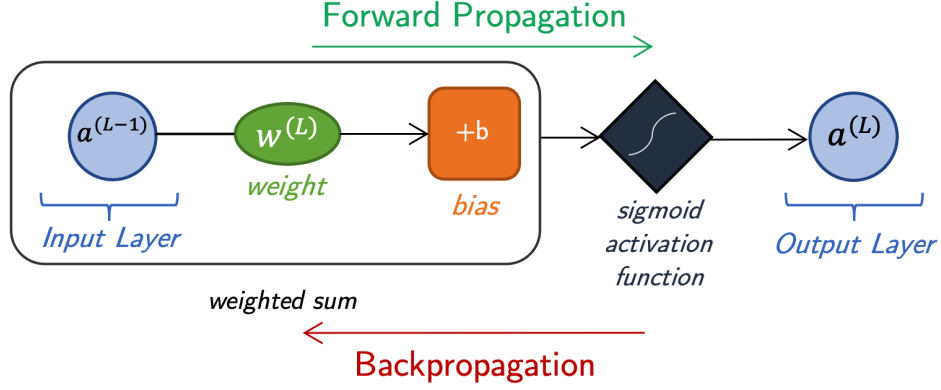 Forward Propagation
a^(L−1)
w^(L)
+b
a^(L)
weight
bias
Input Layer
sigmoid
activation
function
Output Layer
weighted sum
Backpropagation